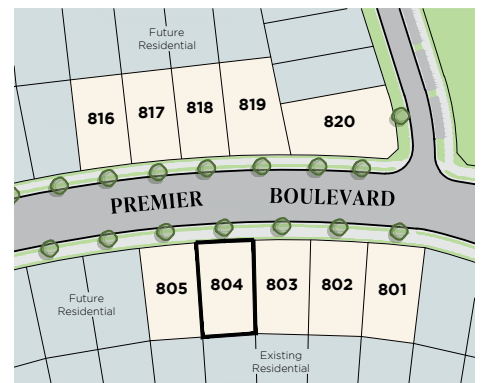 Future
Residential
816
817
818
819
820
PREMIER BOULEVARD
805
804
803
802
801
Future
Residential
Existing
Residential